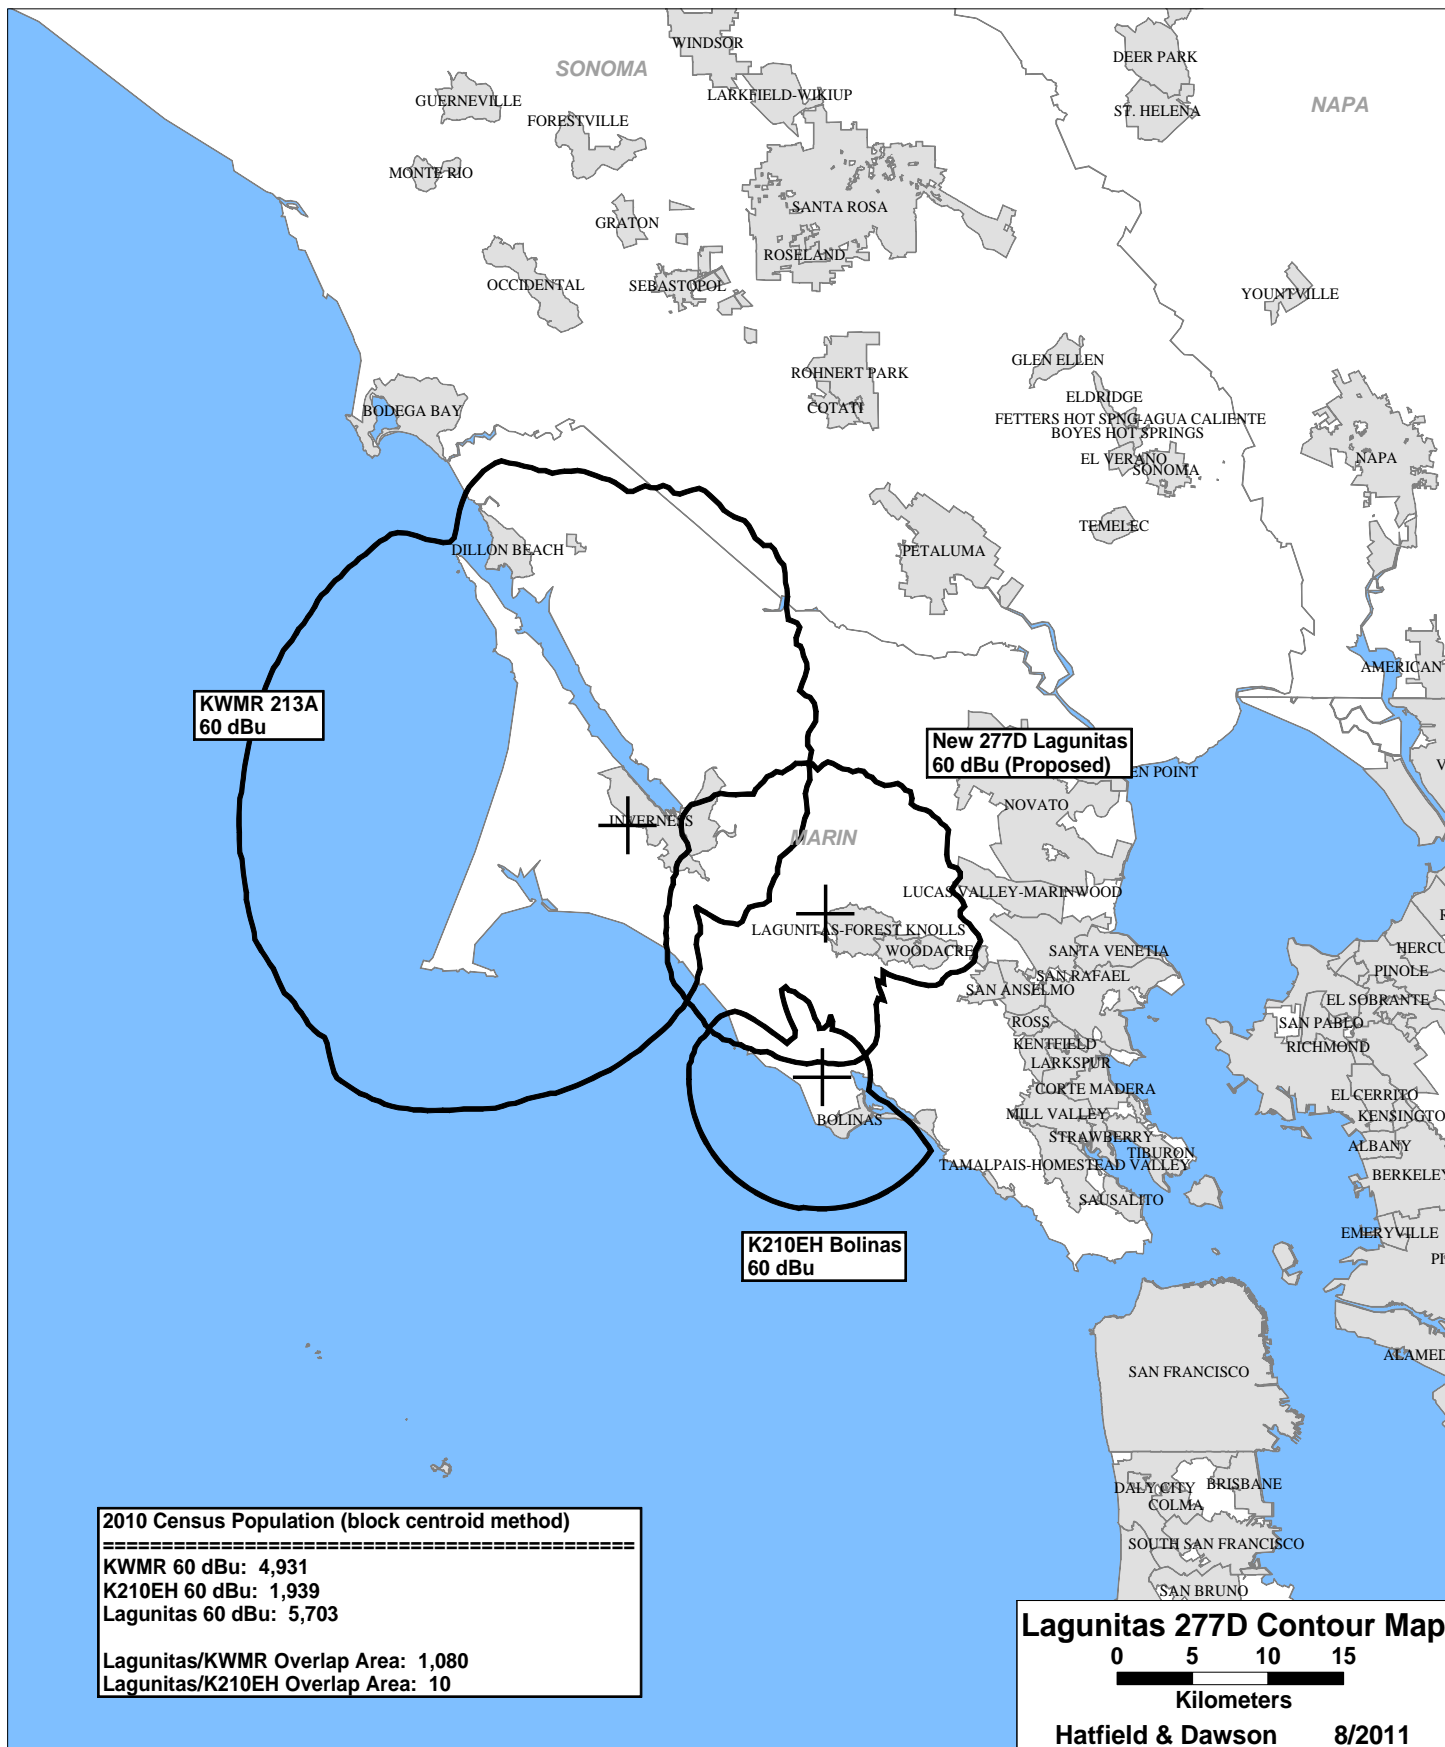 WINDSOR
SONOMA
DEER PARK
LARKFIELD-WIKIUP
GUERNEVILLE
NAPA
ST. HELENA
FORESTVILLE
MONTE RIO
SANTA ROSA
GRATON
ROSELAND
OCCIDENTAL
SEBASTOPOL
YOUNTVILLE
GLEN ELLEN
ROHNERT PARK
ELDRIDGE
COTATI
BODEGA BAY
FETTERS HOT SPNG-AGUA CALIENTE
BOYES HOT SPRINGS
EL VERANO
NAPA
SONOMA
TEMELEC
DILLON BEACH
PETALUMA
AMERICAN
KWMR 213A
60 dBu
New 277D Lagunitas
60 dBu (Proposed)
EN POINT
V
NOVATO
INVERNESS
MARIN
LUCAS VALLEY-MARINWOOD
R
LAGUNITAS-FOREST KNOLLS
HERCU
WOODACRE
SANTA VENETIA
PINOLE
SAN RAFAEL
SAN ANSELMO
EL SOBRANTE
ROSS
SAN PABLO
KENTFIELD
RICHMOND
LARKSPUR
CORTE MADERA
EL CERRITO
MILL VALLEY
KENSINGTO
BOLINAS
STRAWBERRY
ALBANY
TIBURON
TAMALPAIS-HOMESTEAD VALLEY
BERKELEY
SAUSALITO
EMERYVILLE
K210EH Bolinas
60 dBu
PI
ALAMED
SAN FRANCISCO
DALY CITY
BRISBANE
COLMA
SOUTH SAN FRANCISCO
SAN BRUNO
2010 Census Population (block centroid method)
=============================================
KWMR 60 dBu: 4,931
K210EH 60 dBu: 1,939
Lagunitas 60 dBu: 5,703
Lagunitas/KWMR Overlap Area: 1,080
Lagunitas/K210EH Overlap Area: 10
Lagunitas 277D Contour Map
0 5 10 15
Kilometers
Hatfield & Dawson 8/2011